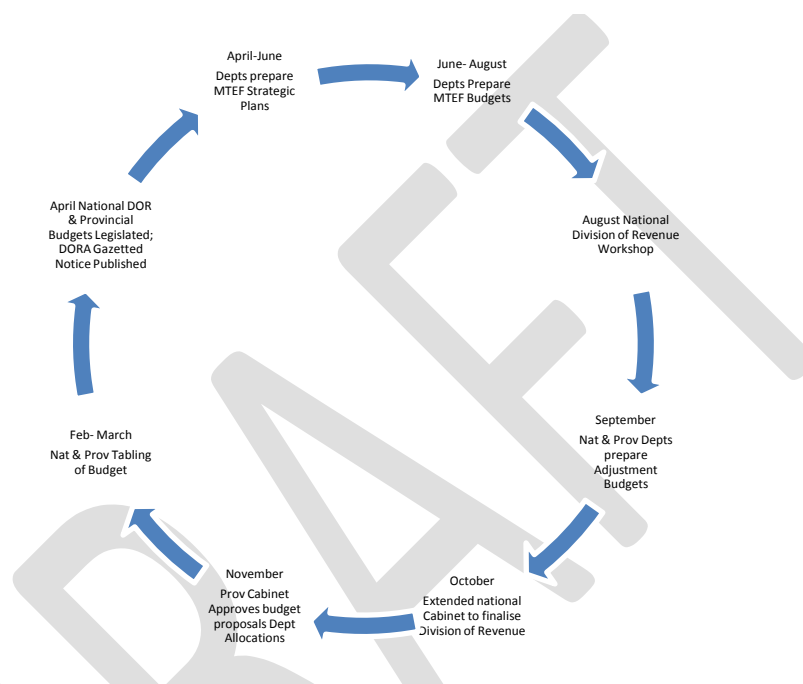 April-June
Depts prepare
MTEF Strategic
Plans
June- August
Depts Prepare
MTEF Budgets
August National
Division of Revenue
Workshop
September
Nat & Prov Depts
prepare
Adjustment
Budgets
October
Extended national
Cabinet to finalise
Division of Revenue
November
Prov Cabinet
Approves budget
proposals Dept
Allocations
Feb- March
Nat & Prov Tabling
of Budget
April National DOR
& Provincial
Budgets Legislated;
DORA Gazetted
Notice Published
DRAFT